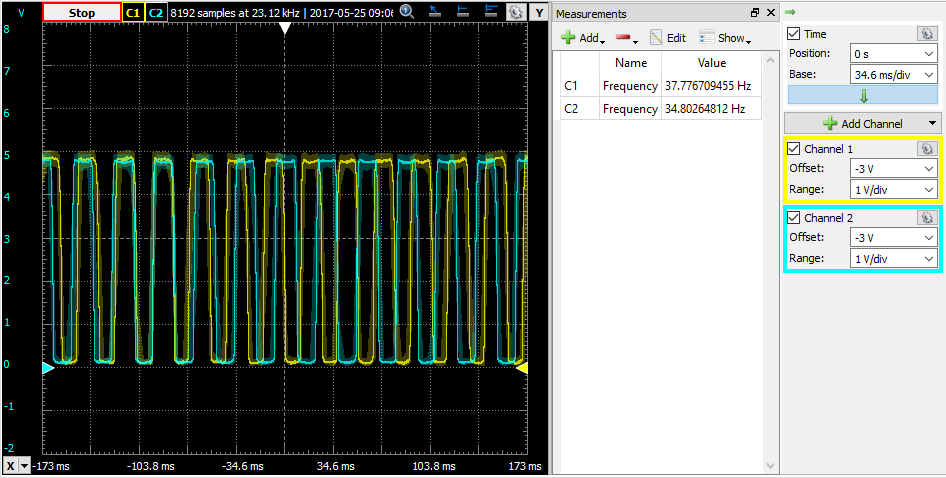 V Stop C1 C2 8192 samples at 23.12 kHz | 2017-05-25 09:0 Y
8
7
6
5
4
3
2
1
0
-1
-2
X -173 ms -103.8 ms -34.6 ms 34.6 ms 103.8 ms 173 ms
Measurements
Add Edit Show
Name Value
C1 Frequency 37.776709455 Hz
C2 Frequency 34.80264812 Hz
Time
Position: 0 s
Base: 34.6 ms/div
Add Channel
Channel 1
Offset: -3 V
Range: 1 V/div
Channel 2
Offset: -3 V
Range: 1 V/div